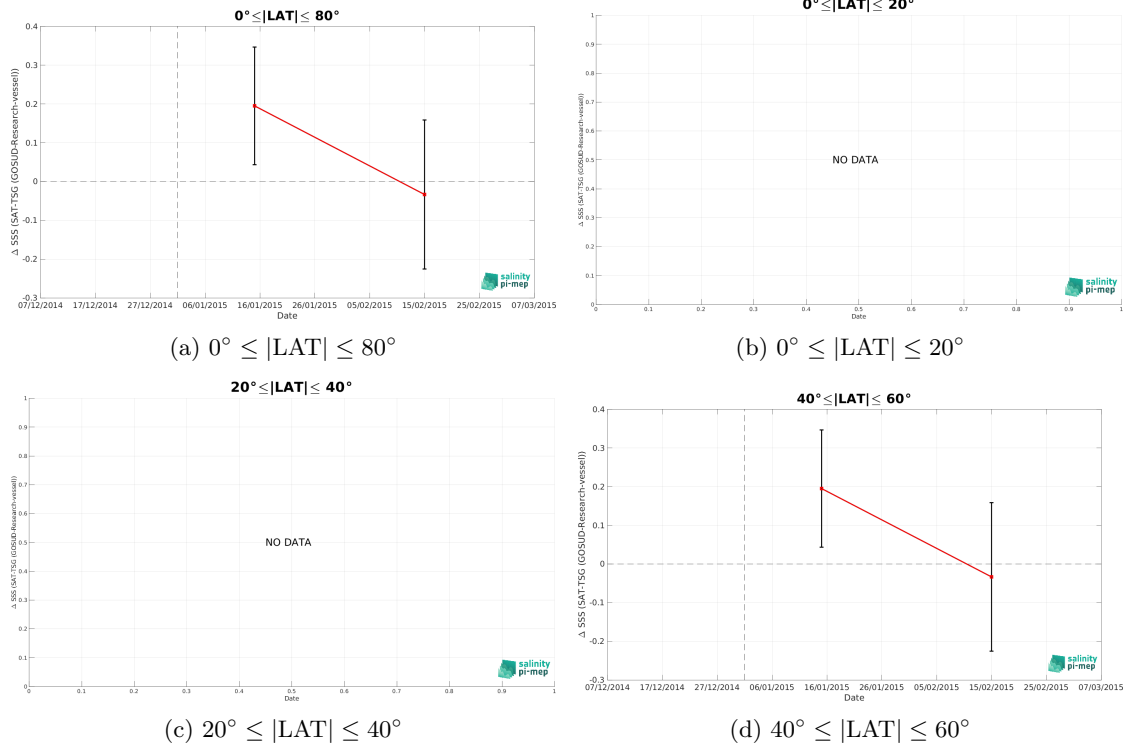 0°≤|LAT|≤ 80°
Δ SSS (SAT-TSG (GOSUD-Research-vessel))
0.4
0.3
0.2
0.1
0
-0.1
-0.2
-0.3
07/12/2014 17/12/2014 27/12/2014 06/01/2015 16/01/2015 26/01/2015 05/02/2015 15/02/2015 25/02/2015 07/03/2015
Date
salinity
pi-mep
(a) 0° ≤ |LAT| ≤ 80°
0°≤|LAT|≤ 20°
Δ SSS (SAT-TSG (GOSUD-Research-vessel))
1
0.9
0.8
0.7
0.6
0.5
0.4
0.3
0.2
0.1
0
NO DATA
0 0.1 0.2 0.3 0.4 0.5 0.6 0.7 0.8 0.9 1
Date
salinity
pi-mep
(b) 0° ≤ |LAT| ≤ 20°
20°≤|LAT|≤ 40°
Δ SSS (SAT-TSG (GOSUD-Research-vessel))
1
0.9
0.8
0.7
0.6
0.5
0.4
0.3
0.2
0.1
0
NO DATA
0 0.1 0.2 0.3 0.4 0.5 0.6 0.7 0.8 0.9 1
Date
salinity
pi-mep
(c) 20° ≤ |LAT| ≤ 40°
40°≤|LAT|≤ 60°
Δ SSS (SAT-TSG (GOSUD-Research-vessel))
0.4
0.3
0.2
0.1
0
-0.1
-0.2
-0.3
07/12/2014 17/12/2014 27/12/2014 06/01/2015 16/01/2015 26/01/2015 05/02/2015 15/02/2015 25/02/2015 07/03/2015
Date
salinity
pi-mep
(d) 40° ≤ |LAT| ≤ 60°